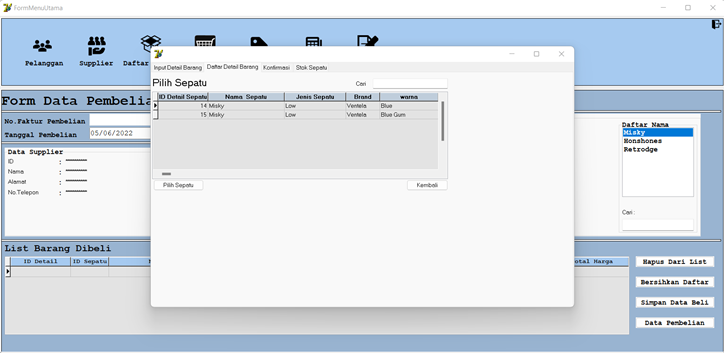 FormMenuUtama
Pelanggan
Supplier
Daftar
Input Detail Barang
Daftar Detail Barang
Konfirmasi
Stok Sepatu
Pilih Sepatu
Cari
ID Detail Sepatu Nama Sepatu Jenis Sepatu Brand warna
14 Misky Low Ventela Blue
15 Misky Low Ventela Blue Gum
Pilih Sepatu
Kembali
Form Data Pembelia
No.Faktur Pembelian
Tanggal Pembelian 05/06/2022
Data Supplier
ID : **********
Nama : **********
Alamat : **********
No.Telepon : **********
Daftar Nama
Misky
Honshones
Retrodge
Cari :
List Barang Dibeli
ID Detail ID Sepatu otal Harga
Hapus Dari List
Bersihkan Daftar
Simpan Data Beli
Data Pembelian